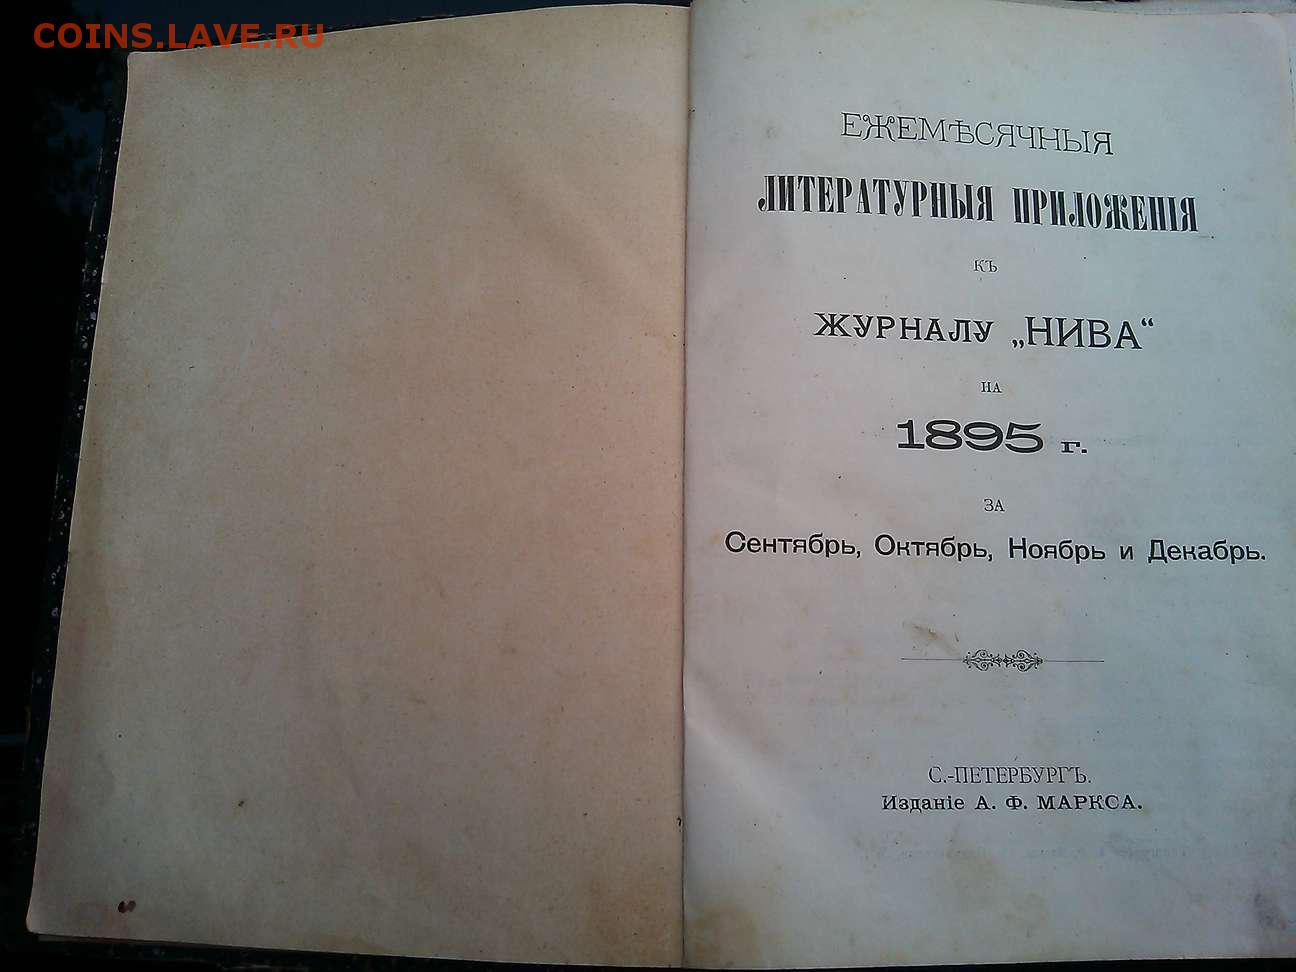 COINS.LAVE.RU
ЕЖЕМѢСЯЧНЫЯ
ЛИТЕРАТУРНЫЯ ПРИЛОЖЕНІЯ
КЪ
ЖУРНАЛУ „НИВА“
НА
1895 г.
ЗА
Сентябрь, Октябрь, Ноябрь и Декабрь.
С.-ПЕТЕРБУРГЪ.
Изданіе А. Ф. МАРКСА.